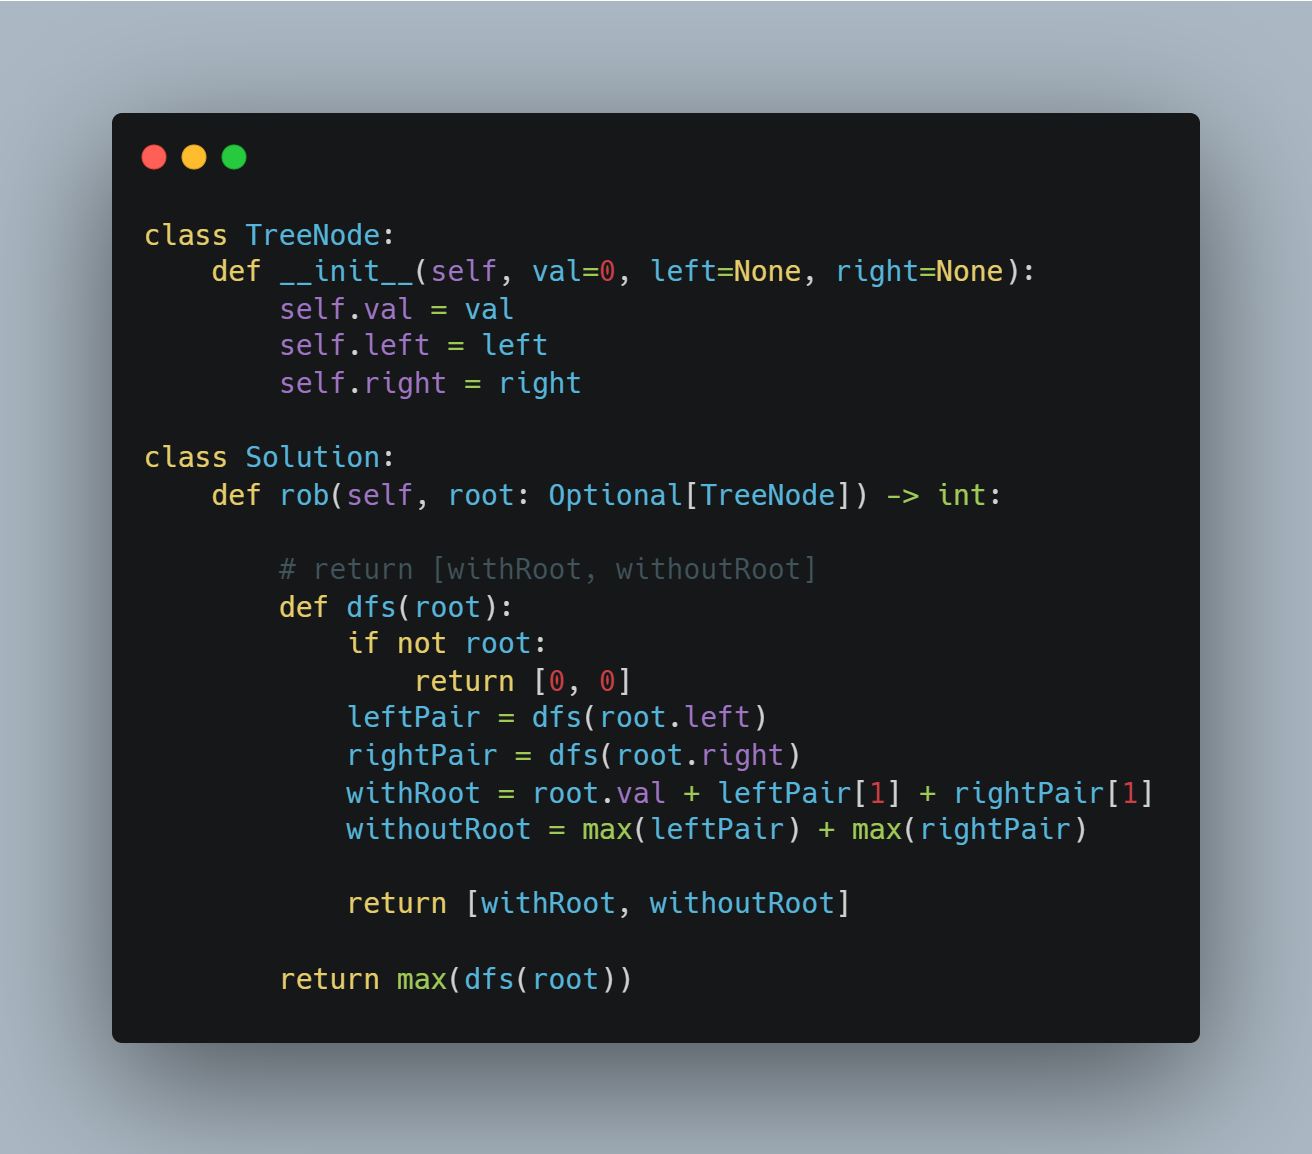 class TreeNode:
    def __init__(self, val=0, left=None, right=None):
        self.val = val
        self.left = left
        self.right = right

class Solution:
    def rob(self, root: Optional[TreeNode]) -> int:

        # return [withRoot, withoutRoot]
        def dfs(root):
            if not root:
                return [0, 0]
            leftPair = dfs(root.left)
            rightPair = dfs(root.right)
            withRoot = root.val + leftPair[1] + rightPair[1]
            withoutRoot = max(leftPair) + max(rightPair)

            return [withRoot, withoutRoot]

        return max(dfs(root))